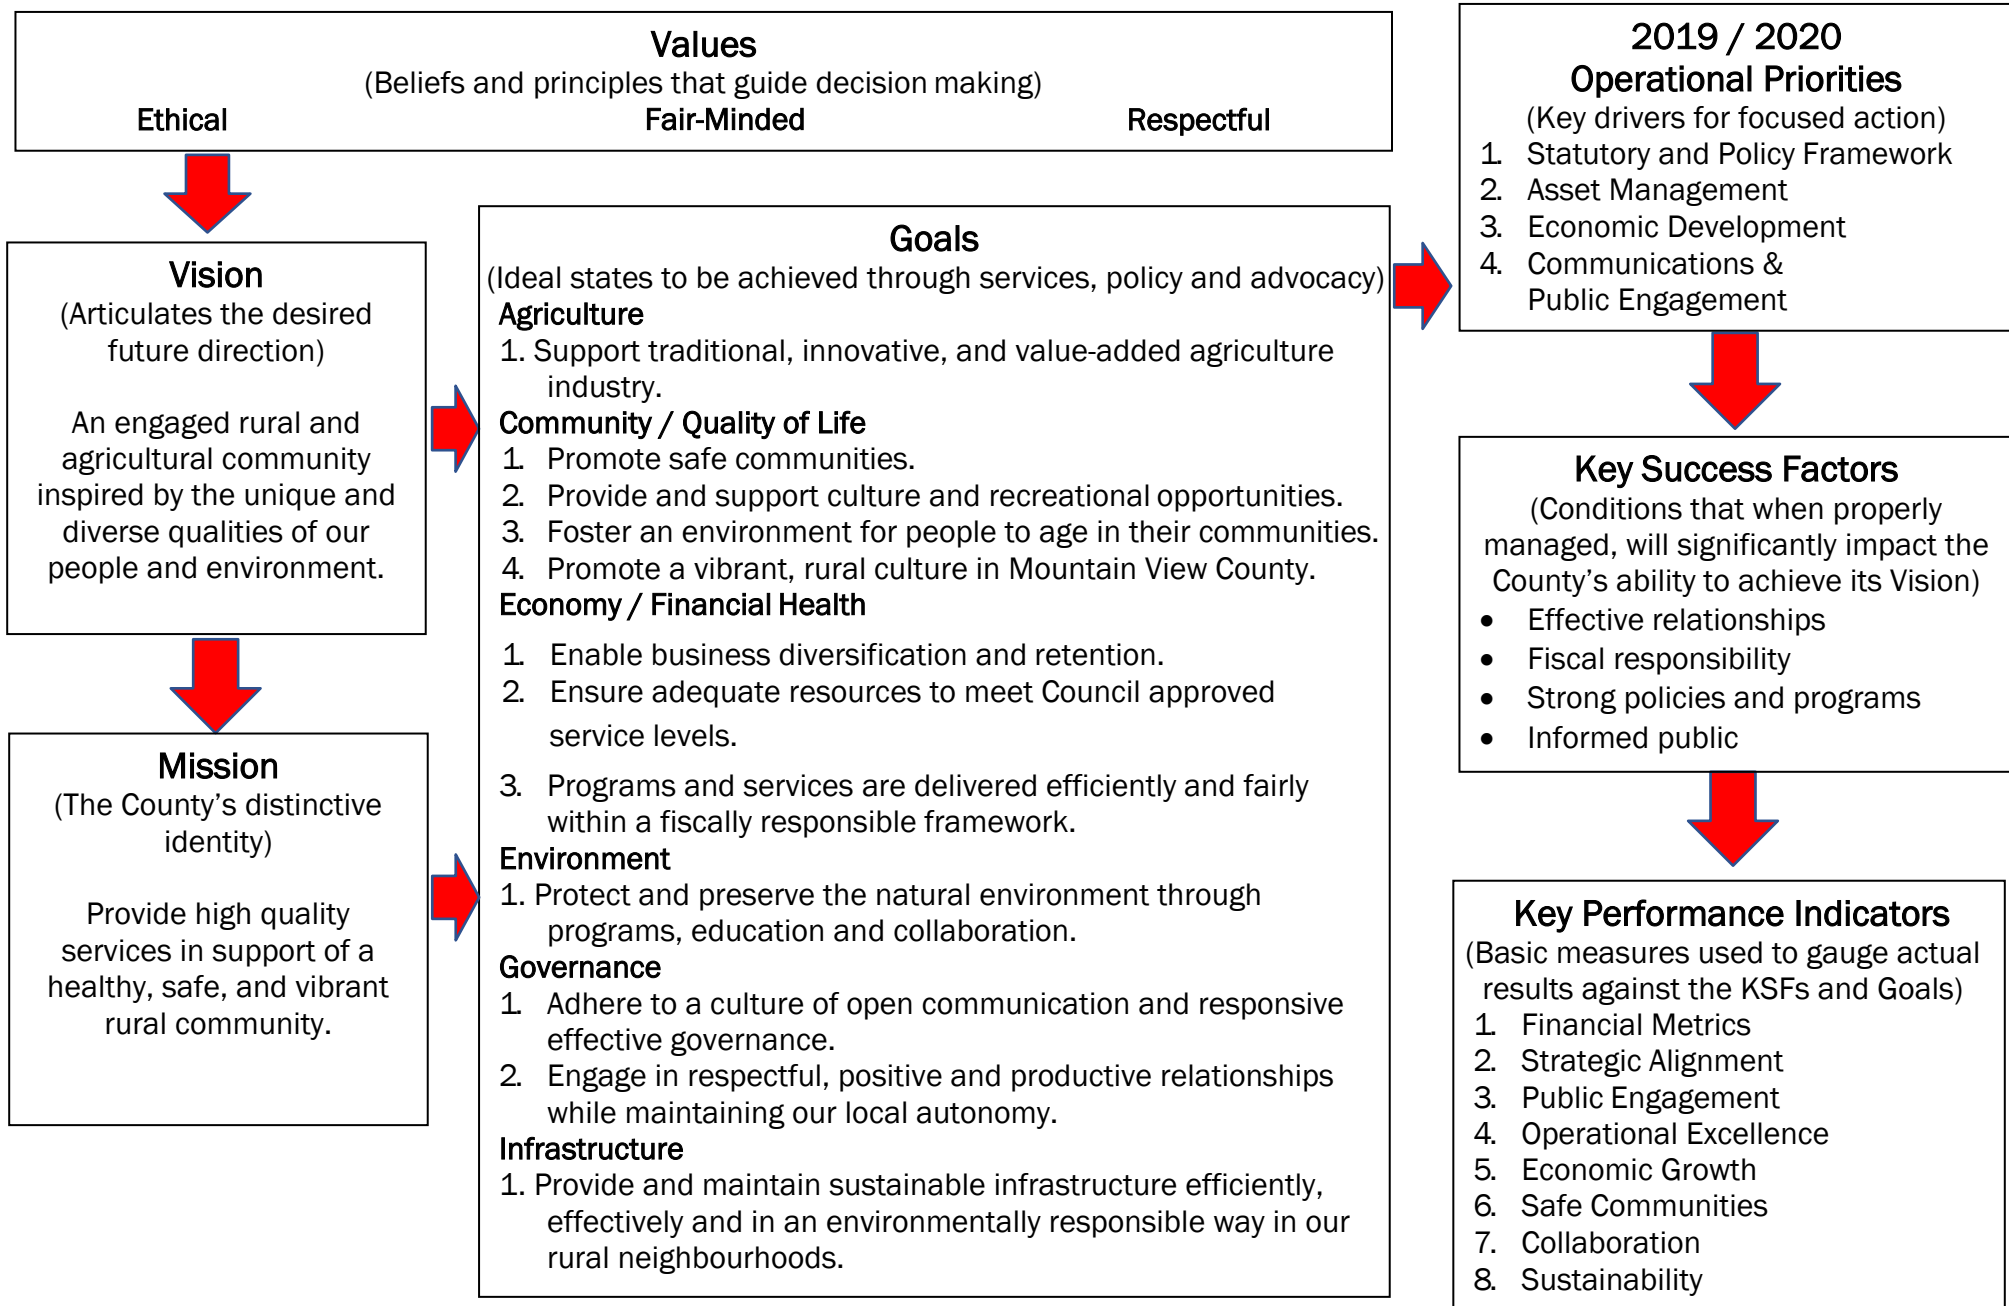 Values
(Beliefs and principles that guide decision making)
Ethical Fair-Minded Respectful
Vision
(Articulates the desired
future direction)
An engaged rural and
agricultural community
inspired by the unique and
diverse qualities of our
people and environment.
Mission
(The County’s distinctive
identity)
Provide high quality
services in support of a
healthy, safe, and vibrant
rural community.
Goals
(Ideal states to be achieved through services, policy and advocacy)
Agriculture
1. Support traditional, innovative, and value-added agriculture
industry.
Community / Quality of Life
1. Promote safe communities.
2. Provide and support culture and recreational opportunities.
3. Foster an environment for people to age in their communities.
4. Promote a vibrant, rural culture in Mountain View County.
Economy / Financial Health
1. Enable business diversification and retention.
2. Ensure adequate resources to meet Council approved
service levels.
3. Programs and services are delivered efficiently and fairly
within a fiscally responsible framework.
Environment
1. Protect and preserve the natural environment through
programs, education and collaboration.
Governance
1. Adhere to a culture of open communication and responsive
effective governance.
2. Engage in respectful, positive and productive relationships
while maintaining our local autonomy.
Infrastructure
1. Provide and maintain sustainable infrastructure efficiently,
effectively and in an environmentally responsible way in our
rural neighbourhoods.
2019 / 2020
Operational Priorities
(Key drivers for focused action)
1. Statutory and Policy Framework
2. Asset Management
3. Economic Development
4. Communications &
Public Engagement
Key Success Factors
(Conditions that when properly
managed, will significantly impact the
County’s ability to achieve its Vision)
• Effective relationships
• Fiscal responsibility
• Strong policies and programs
• Informed public
Key Performance Indicators
(Basic measures used to gauge actual
results against the KSFs and Goals)
1. Financial Metrics
2. Strategic Alignment
3. Public Engagement
4. Operational Excellence
5. Economic Growth
6. Safe Communities
7. Collaboration
8. Sustainability